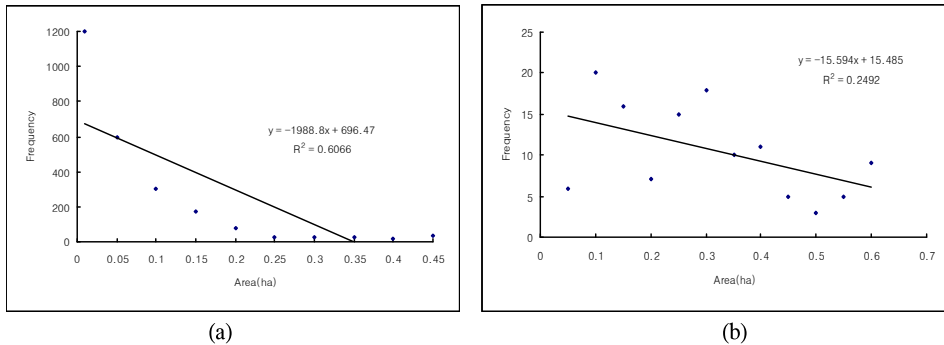 1200
1000
800
600
400
200
0
Frequency
y = −1988.8x + 696.47
R² = 0.6066
0 0.05 0.1 0.15 0.2 0.25 0.3 0.35 0.4 0.45
Area(ha)
(a)
25
20
15
10
5
0
Frequency
y = −15.594x + 15.485
R² = 0.2492
0 0.1 0.2 0.3 0.4 0.5 0.6 0.7
Area(ha)
(b)